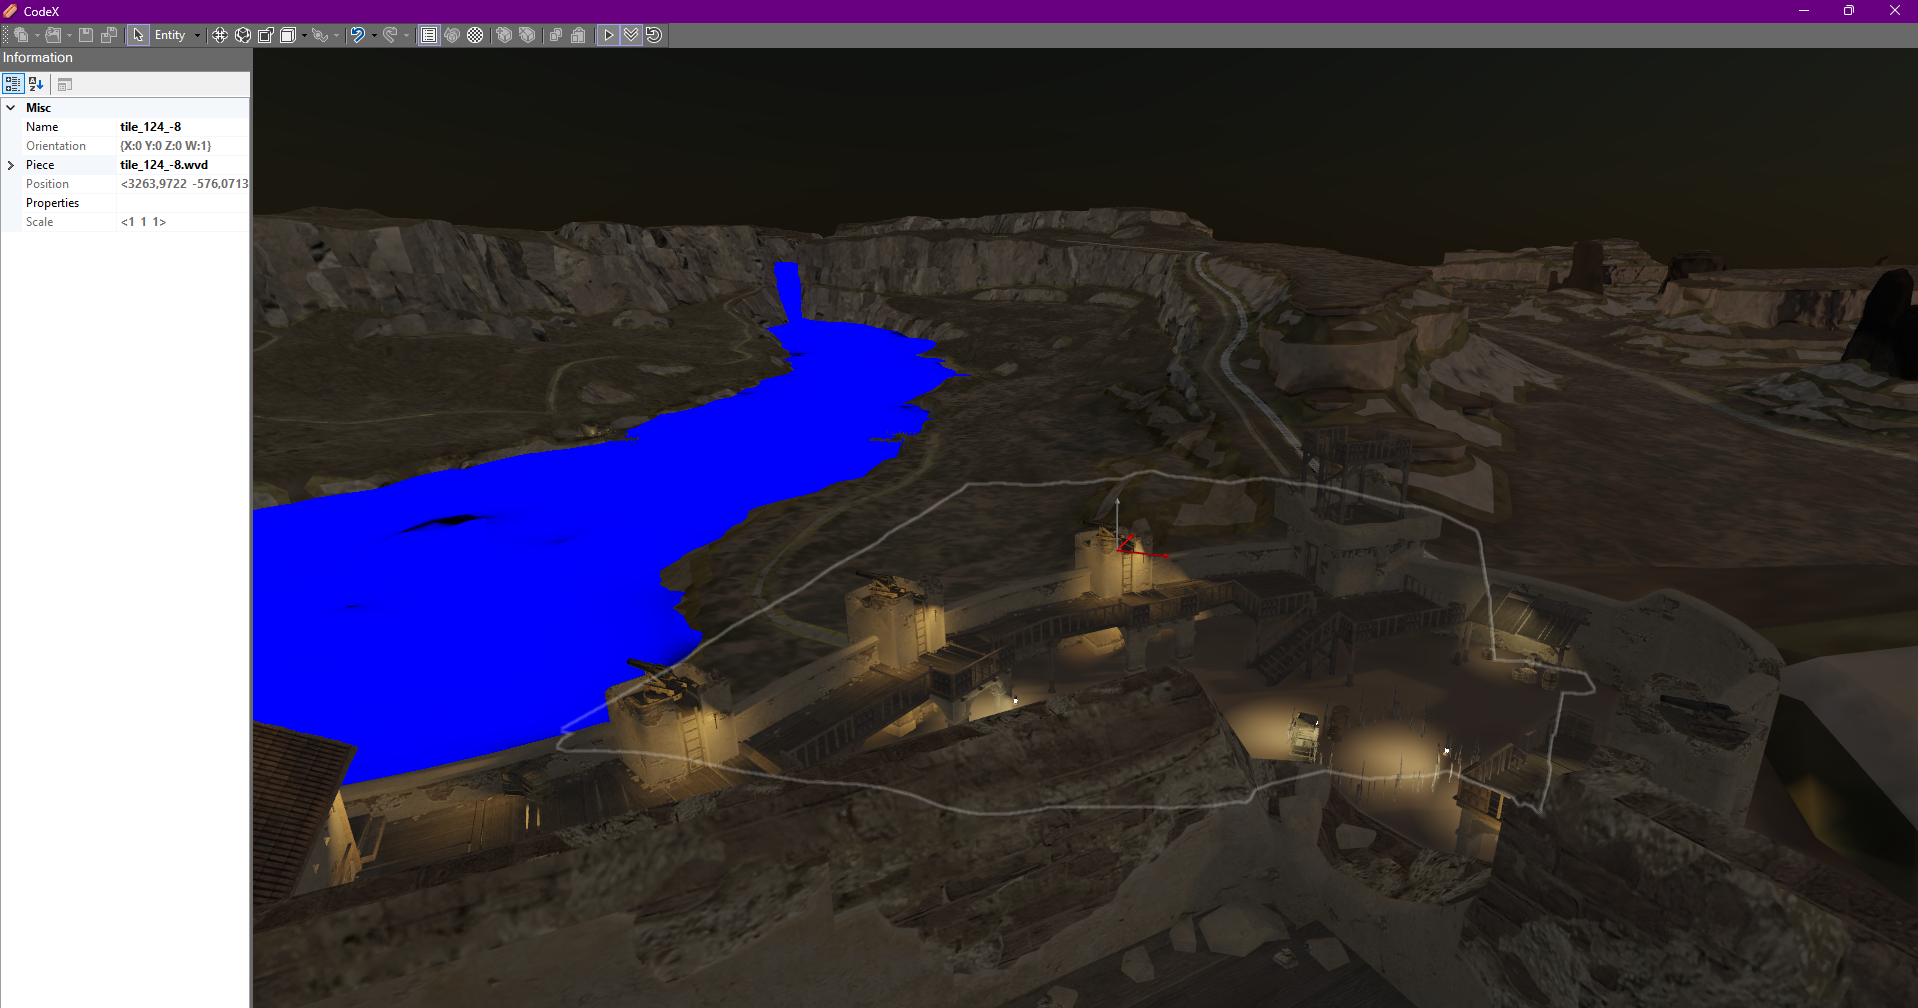 CodeX
Entity
Information
Misc
Name tile_124_-8
Orientation {X:0 Y:0 Z:0 W:1}
Piece tile_124_-8.wvd
Position <3263,9722 -576,0713
Properties
Scale <1 1 1>